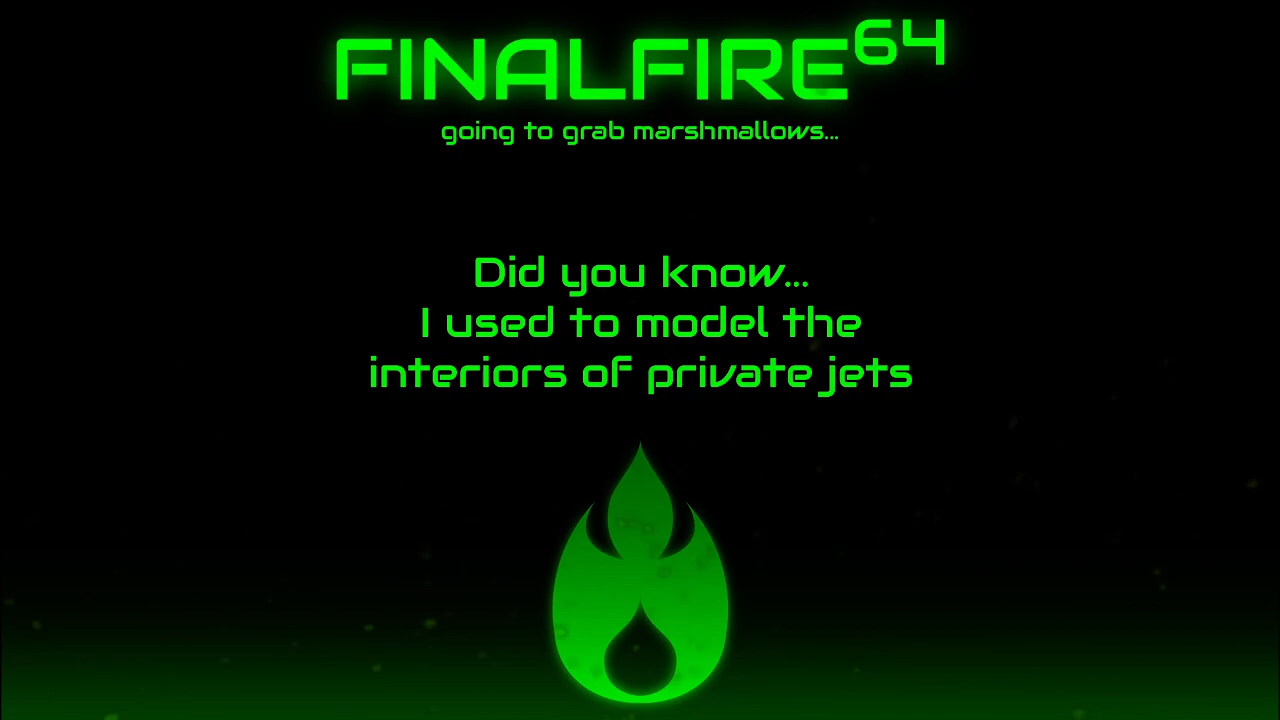 FINALFIRE64
going to grab marshmallows...
Did you know...
I used to model the
interiors of private jets